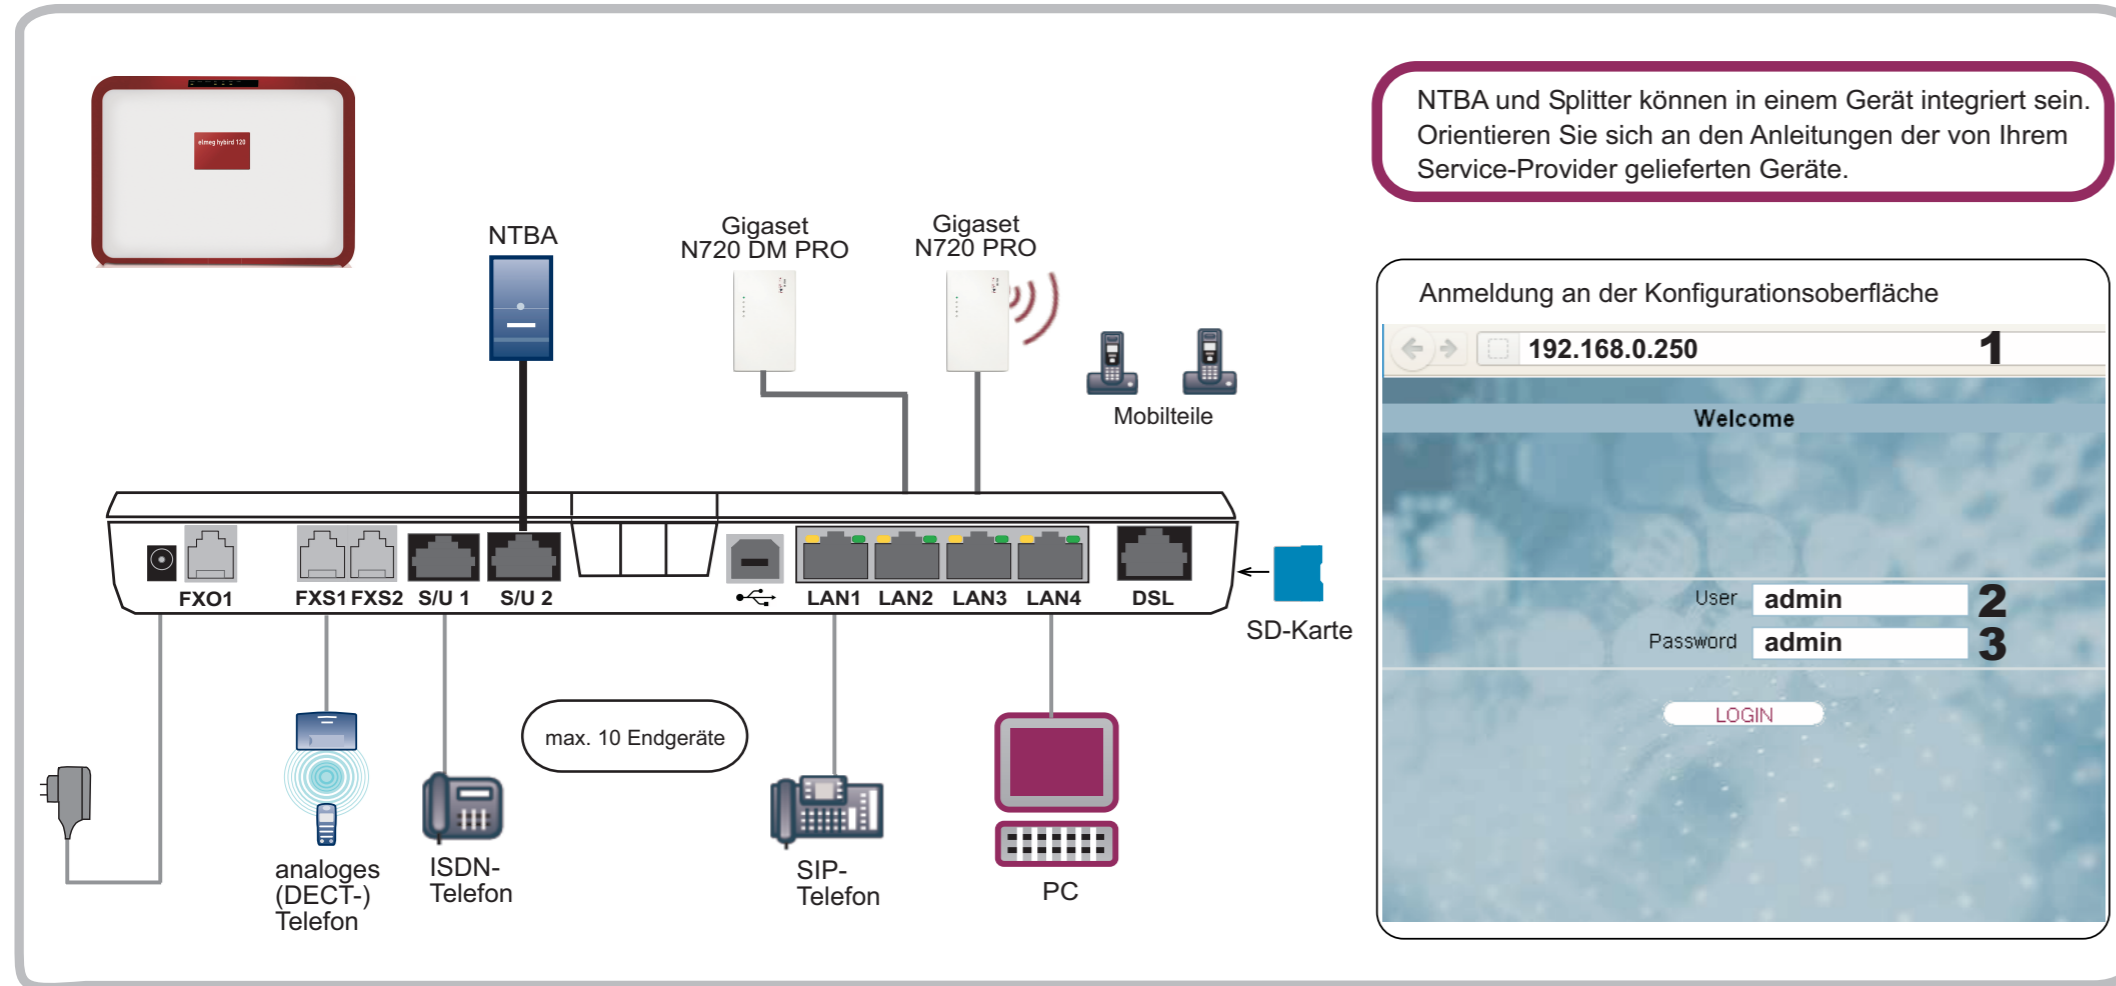 elmeg hybird 120
NTBA und Splitter können in einem Gerät integriert sein.
Orientieren Sie sich an den Anleitungen der von Ihrem
Service-Provider gelieferten Geräte.
NTBA
Gigaset
N720 DM PRO
Gigaset
N720 PRO
Mobilteile
FXO1
FXS1 FXS2 S/U 1 S/U 2
LAN1 LAN2 LAN3 LAN4 DSL
SD-Karte
max. 10 Endgeräte
analoges
(DECT-)
Telefon
ISDN-
Telefon
SIP-
Telefon
PC
Anmeldung an der Konfigurationsoberfläche
192.168.0.250 1
Welcome
User admin 2
Password admin 3
LOGIN